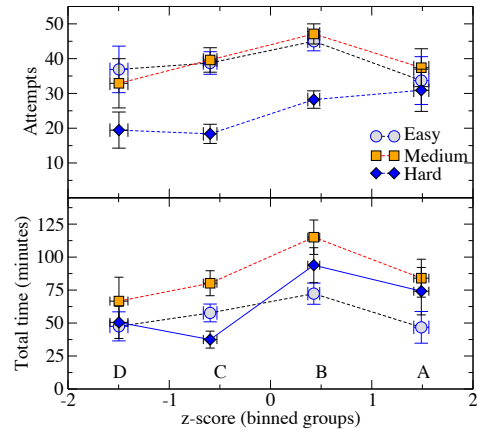 50
40
30
20
10
Attempts
Easy
Medium
Hard
125
100
75
50
25
0
Total time (minutes)
D C B A
-2 -1 0 1 2
z-score (binned groups)